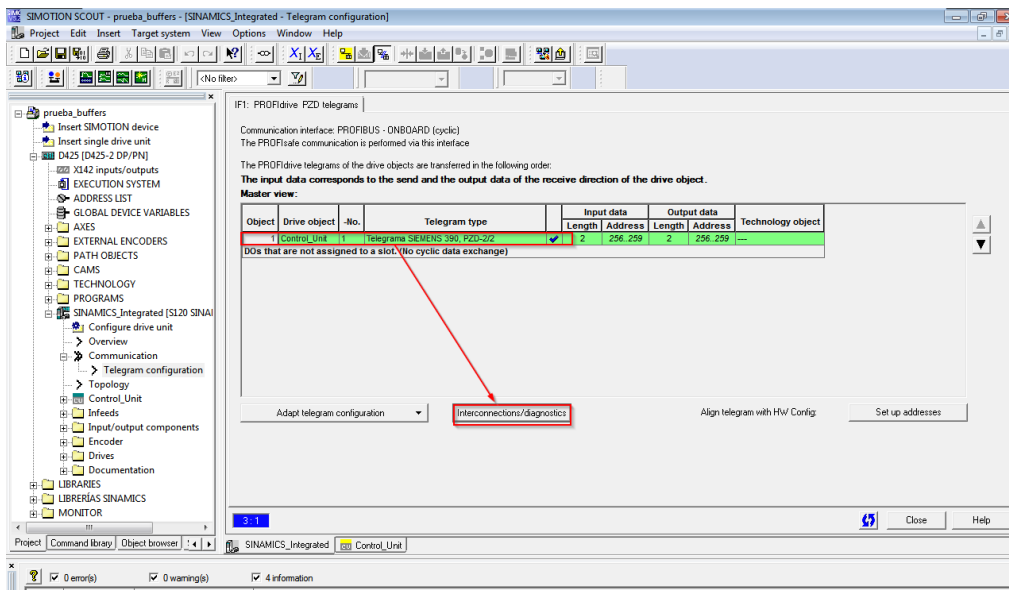 SIMOTION SCOUT - prueba_buffers - [SINAMICS_Integrated - Telegram configuration]
Project Edit Insert Target system View Options Window Help
<No filter>
prueba_buffers
Insert SIMOTION device
Insert single drive unit
D425 [D425-2 DP/PN]
X142 inputs/outputs
EXECUTION SYSTEM
ADDRESS LIST
GLOBAL DEVICE VARIABLES
AXES
EXTERNAL ENCODERS
PATH OBJECTS
CAMS
TECHNOLOGY
PROGRAMS
SINAMICS_Integrated [S120 SINAI
Configure drive unit
Overview
Communication
Telegram configuration
Topology
Control_Unit
Infeeds
Input/output components
Encoder
Drives
Documentation
LIBRARIES
LIBRERÍAS SINAMICS
MONITOR
Project Command library Object browser
IF1: PROFIdrive PZD telegrams
Communication interface: PROFIBUS - ONBOARD (cyclic)
The PROFIsafe communication is performed via this interface
The PROFIdrive telegrams of the drive objects are transferred in the following order:
The input data corresponds to the send and the output data of the receive direction of the drive object.
Master view:
Object Drive object -No. Telegram type Input data Output data Technology object
Length Address Length Address
1 Control_Unit 1 Telegrama SIEMENS 390, PZD-2/2 2 256..259 2 256..259 ---
DOs that are not assigned to a slot. (No cyclic data exchange)
Adapt telegram configuration Interconnections/diagnostics Align telegram with HW Config: Set up addresses
3 : 1 Close Help
SINAMICS_Integrated Control_Unit
0 error(s) 0 warning(s) 4 information